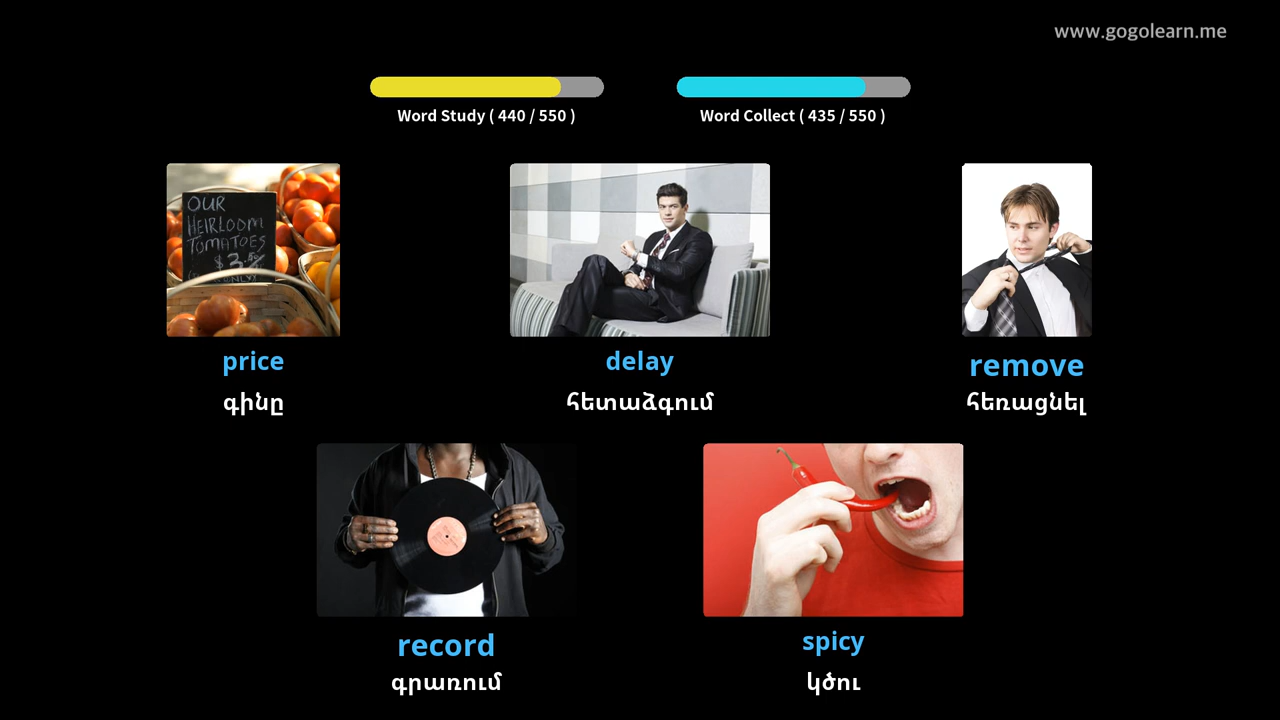 www.gogolearn.me
Word Study ( 440 / 550 )
Word Collect ( 435 / 550 )
OUR
HEIRLOOM
TOMATOES
price
գինը
delay
հետաձգում
remove
հեռացնել
record
գրառում
spicy
կծու